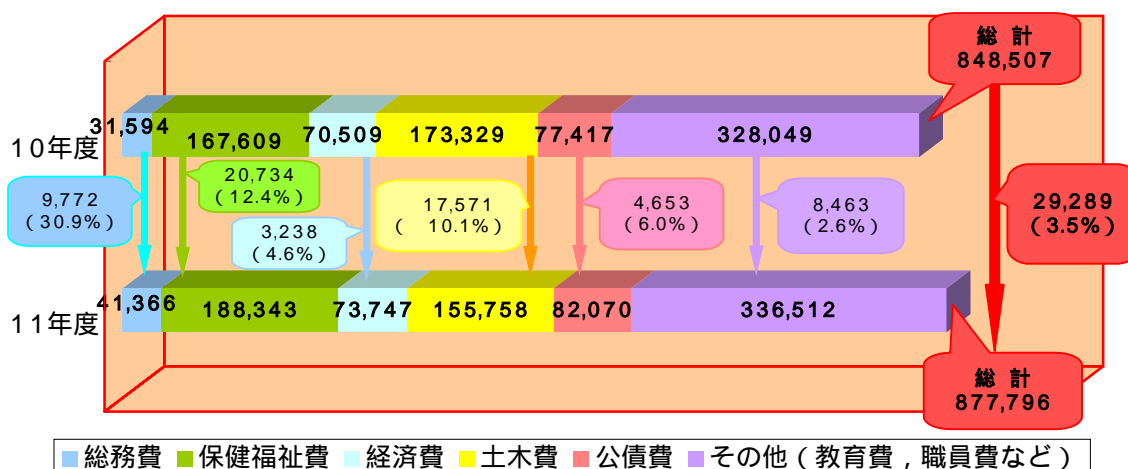 総 計
848,507
31,594 167,609 70,509 173,329 77,417 328,049
10年度
9,772
(30.9%)
20,734
(12.4%)
3,238
(4.6%)
17,571
( 10.1%)
4,653
(6.0%)
8,463
(2.6%)
29,289
(3.5%)
41,366 188,343 73,747 155,758 82,070 336,512
11年度
総 計
877,796
総務費 保健福祉費 経済費 土木費 公債費 その他(教育費,職員費など)